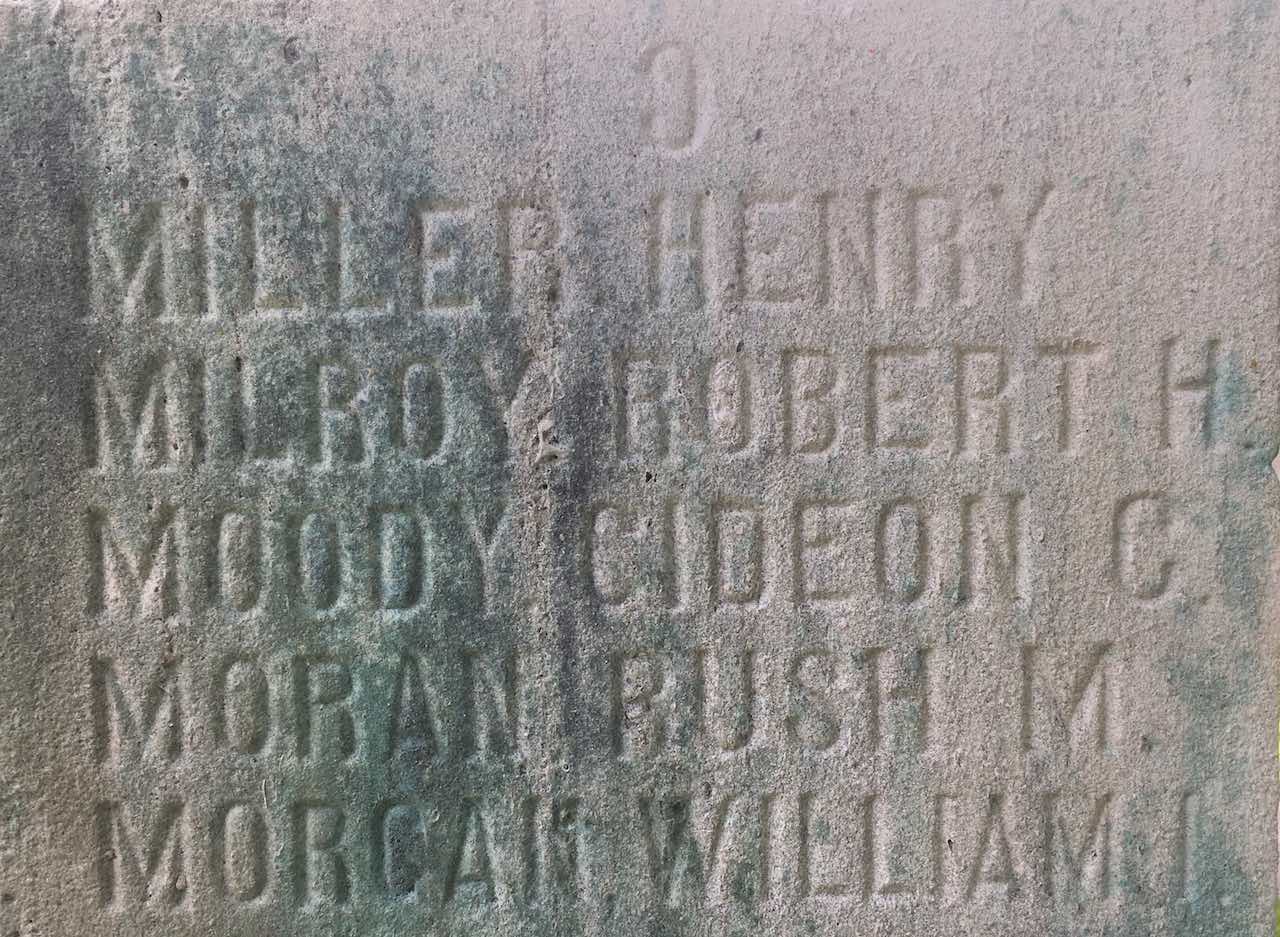 MILLER HENRY
MILROY ROBERT H
MOODY GIDEON C.
MORAN RUSH M.
MORGAN WILLIAM